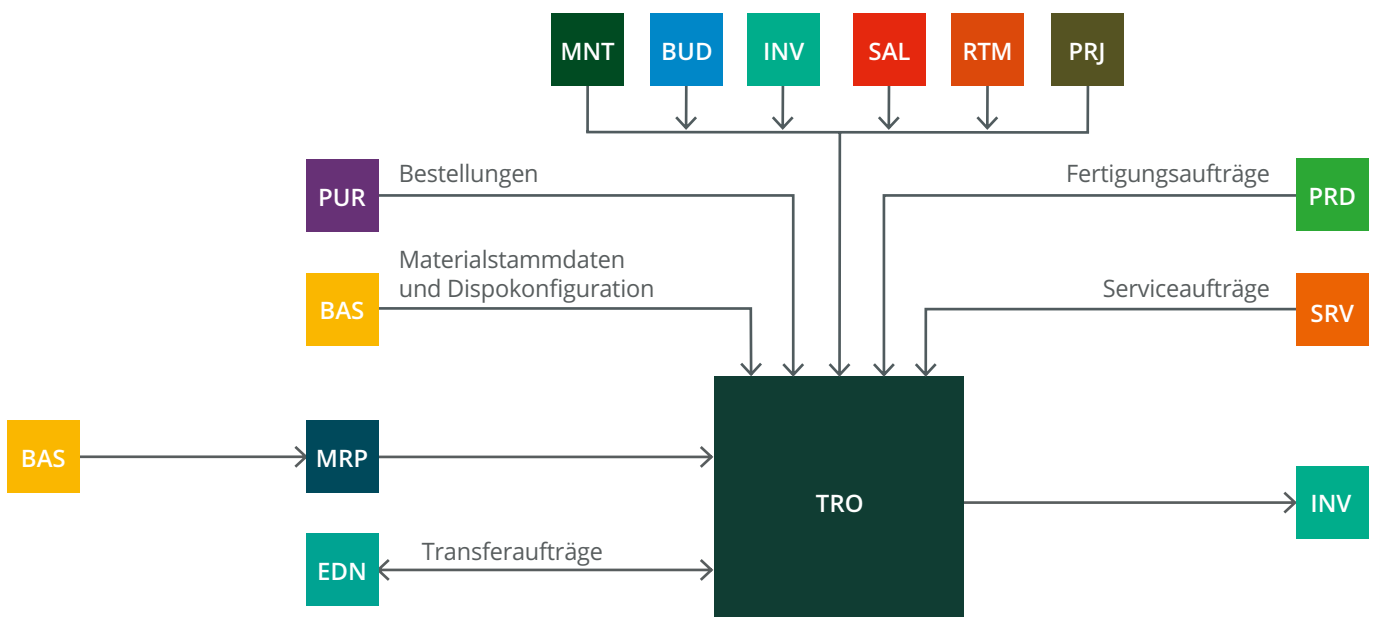 MNT BUD INV SAL RTM PRJ
Bestellungen
PUR
Fertigungsaufträge
PRD
Materialstammdaten
und Dispokonfiguration
BAS
Serviceaufträge
SRV
BAS
MRP
TRO
INV
EDN
Transferaufträge